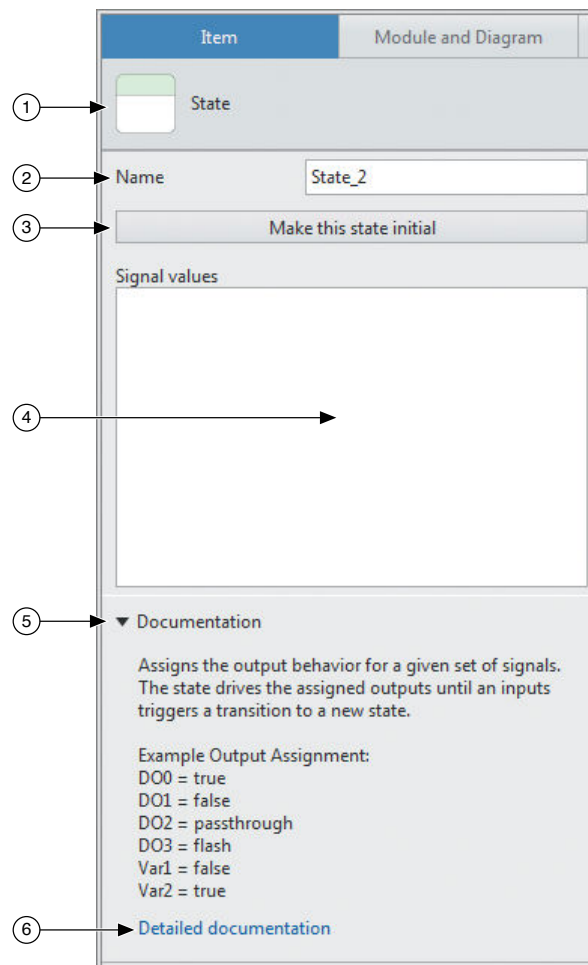 Item
Module and Diagram
1
State
2
Name
State_2
3
Make this state initial
Signal values
4
5
Documentation
Assigns the output behavior for a given set of signals.
The state drives the assigned outputs until an inputs
triggers a transition to a new state.
Example Output Assignment:
DO0 = true
DO1 = false
DO2 = passthrough
DO3 = flash
Var1 = false
Var2 = true
6
Detailed documentation